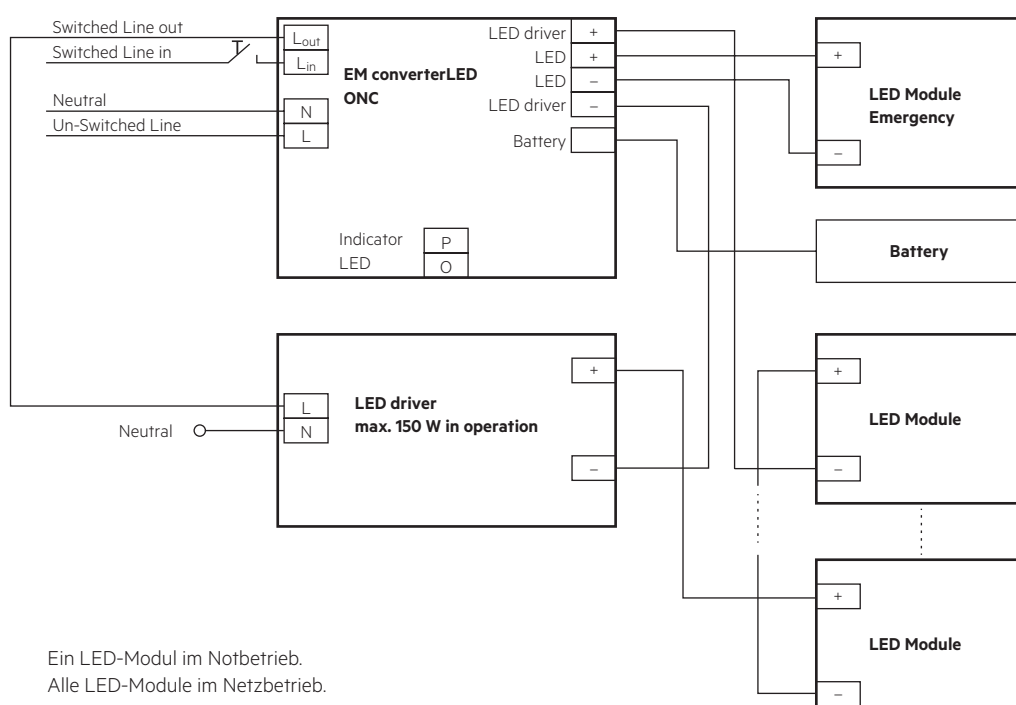 Switched Line out
Switched Line in
Neutral
Un-Switched Line
Lout
Lin
N
L
EM converterLED
ONC
LED driver +
LED +
LED –
LED driver –
Battery
Indicator P
LED O
+
–
LED Module
Emergency
Battery
L
N
Neutral
LED driver
max. 150 W in operation
+
–
+
–
LED Module
+
–
LED Module
Ein LED-Modul im Notbetrieb.
Alle LED-Module im Netzbetrieb.